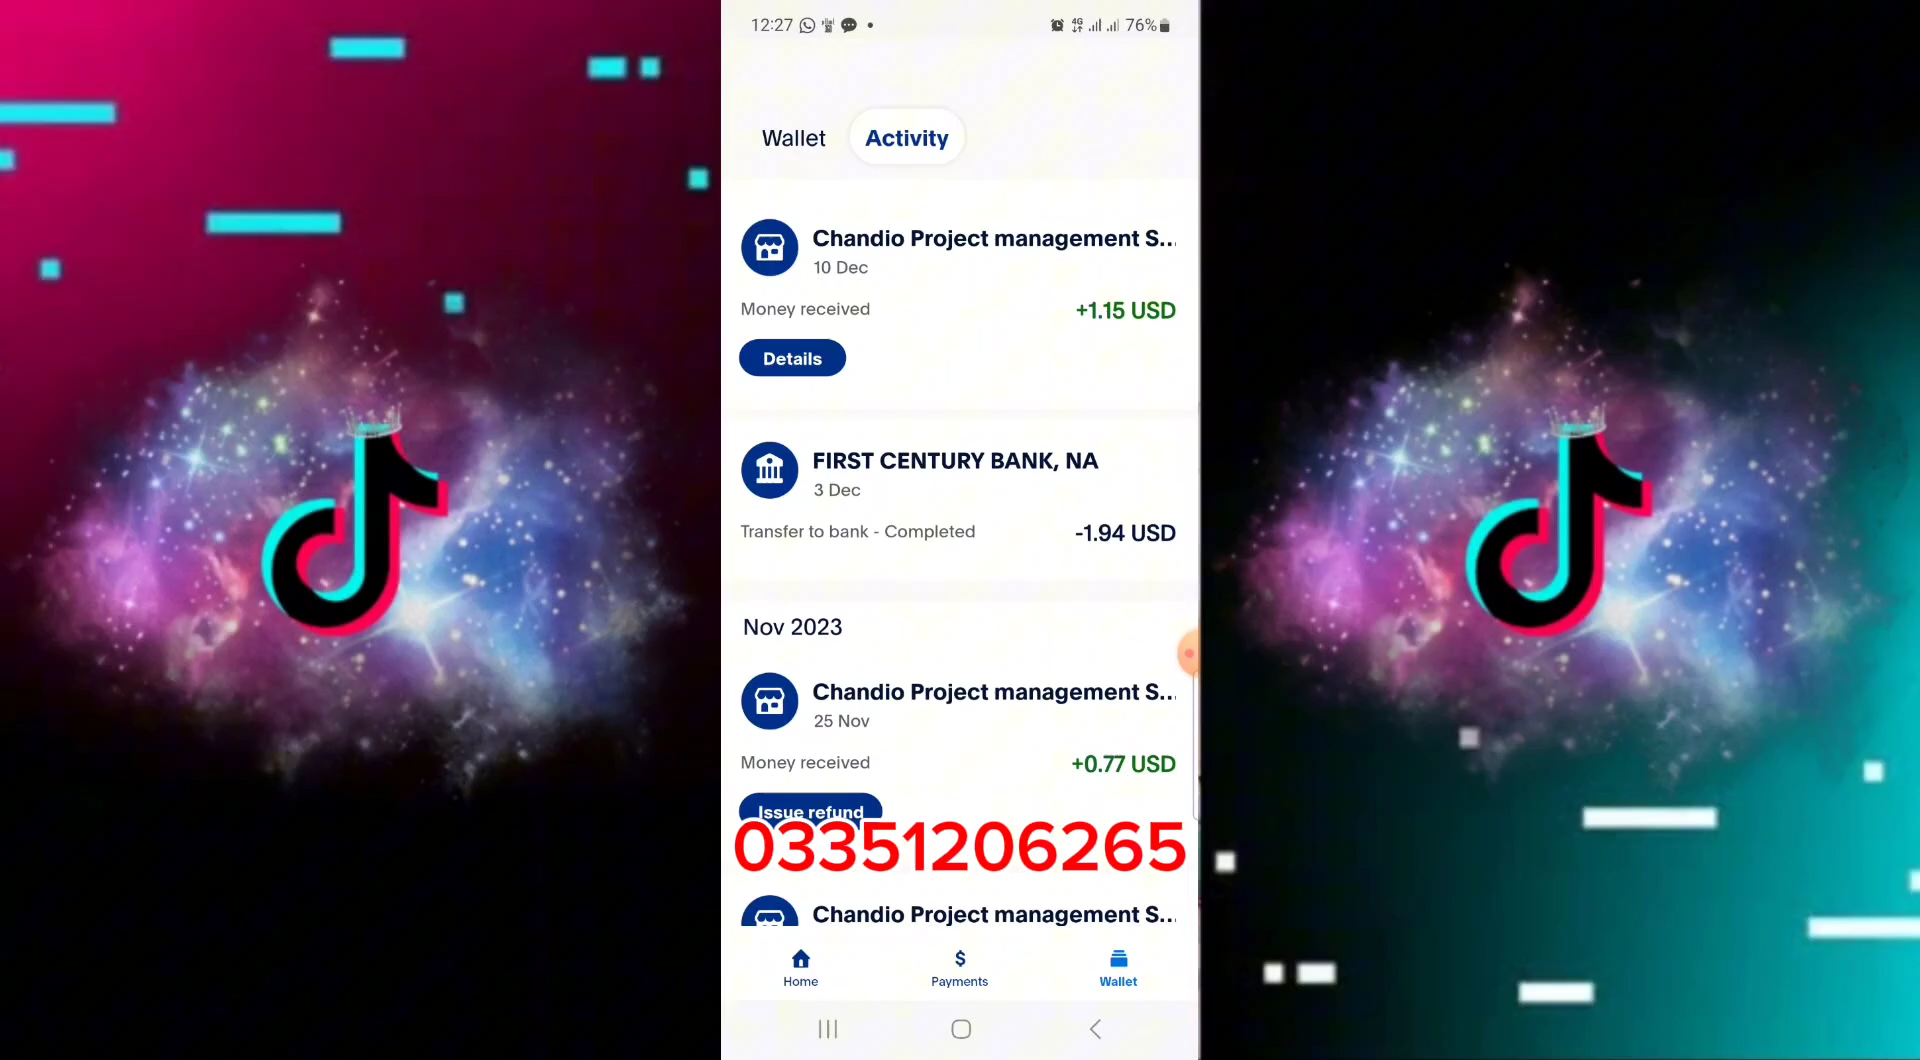 12:27
4G
76%
Wallet
Activity
Chandio Project management S...
10 Dec
Money received
+1.15 USD
Details
FIRST CENTURY BANK, NA
3 Dec
Transfer to bank - Completed
-1.94 USD
Nov 2023
Chandio Project management S...
25 Nov
Money received
+0.77 USD
Issue refund
03351206265
Chandio Project management S...
Home
Payments
Wallet